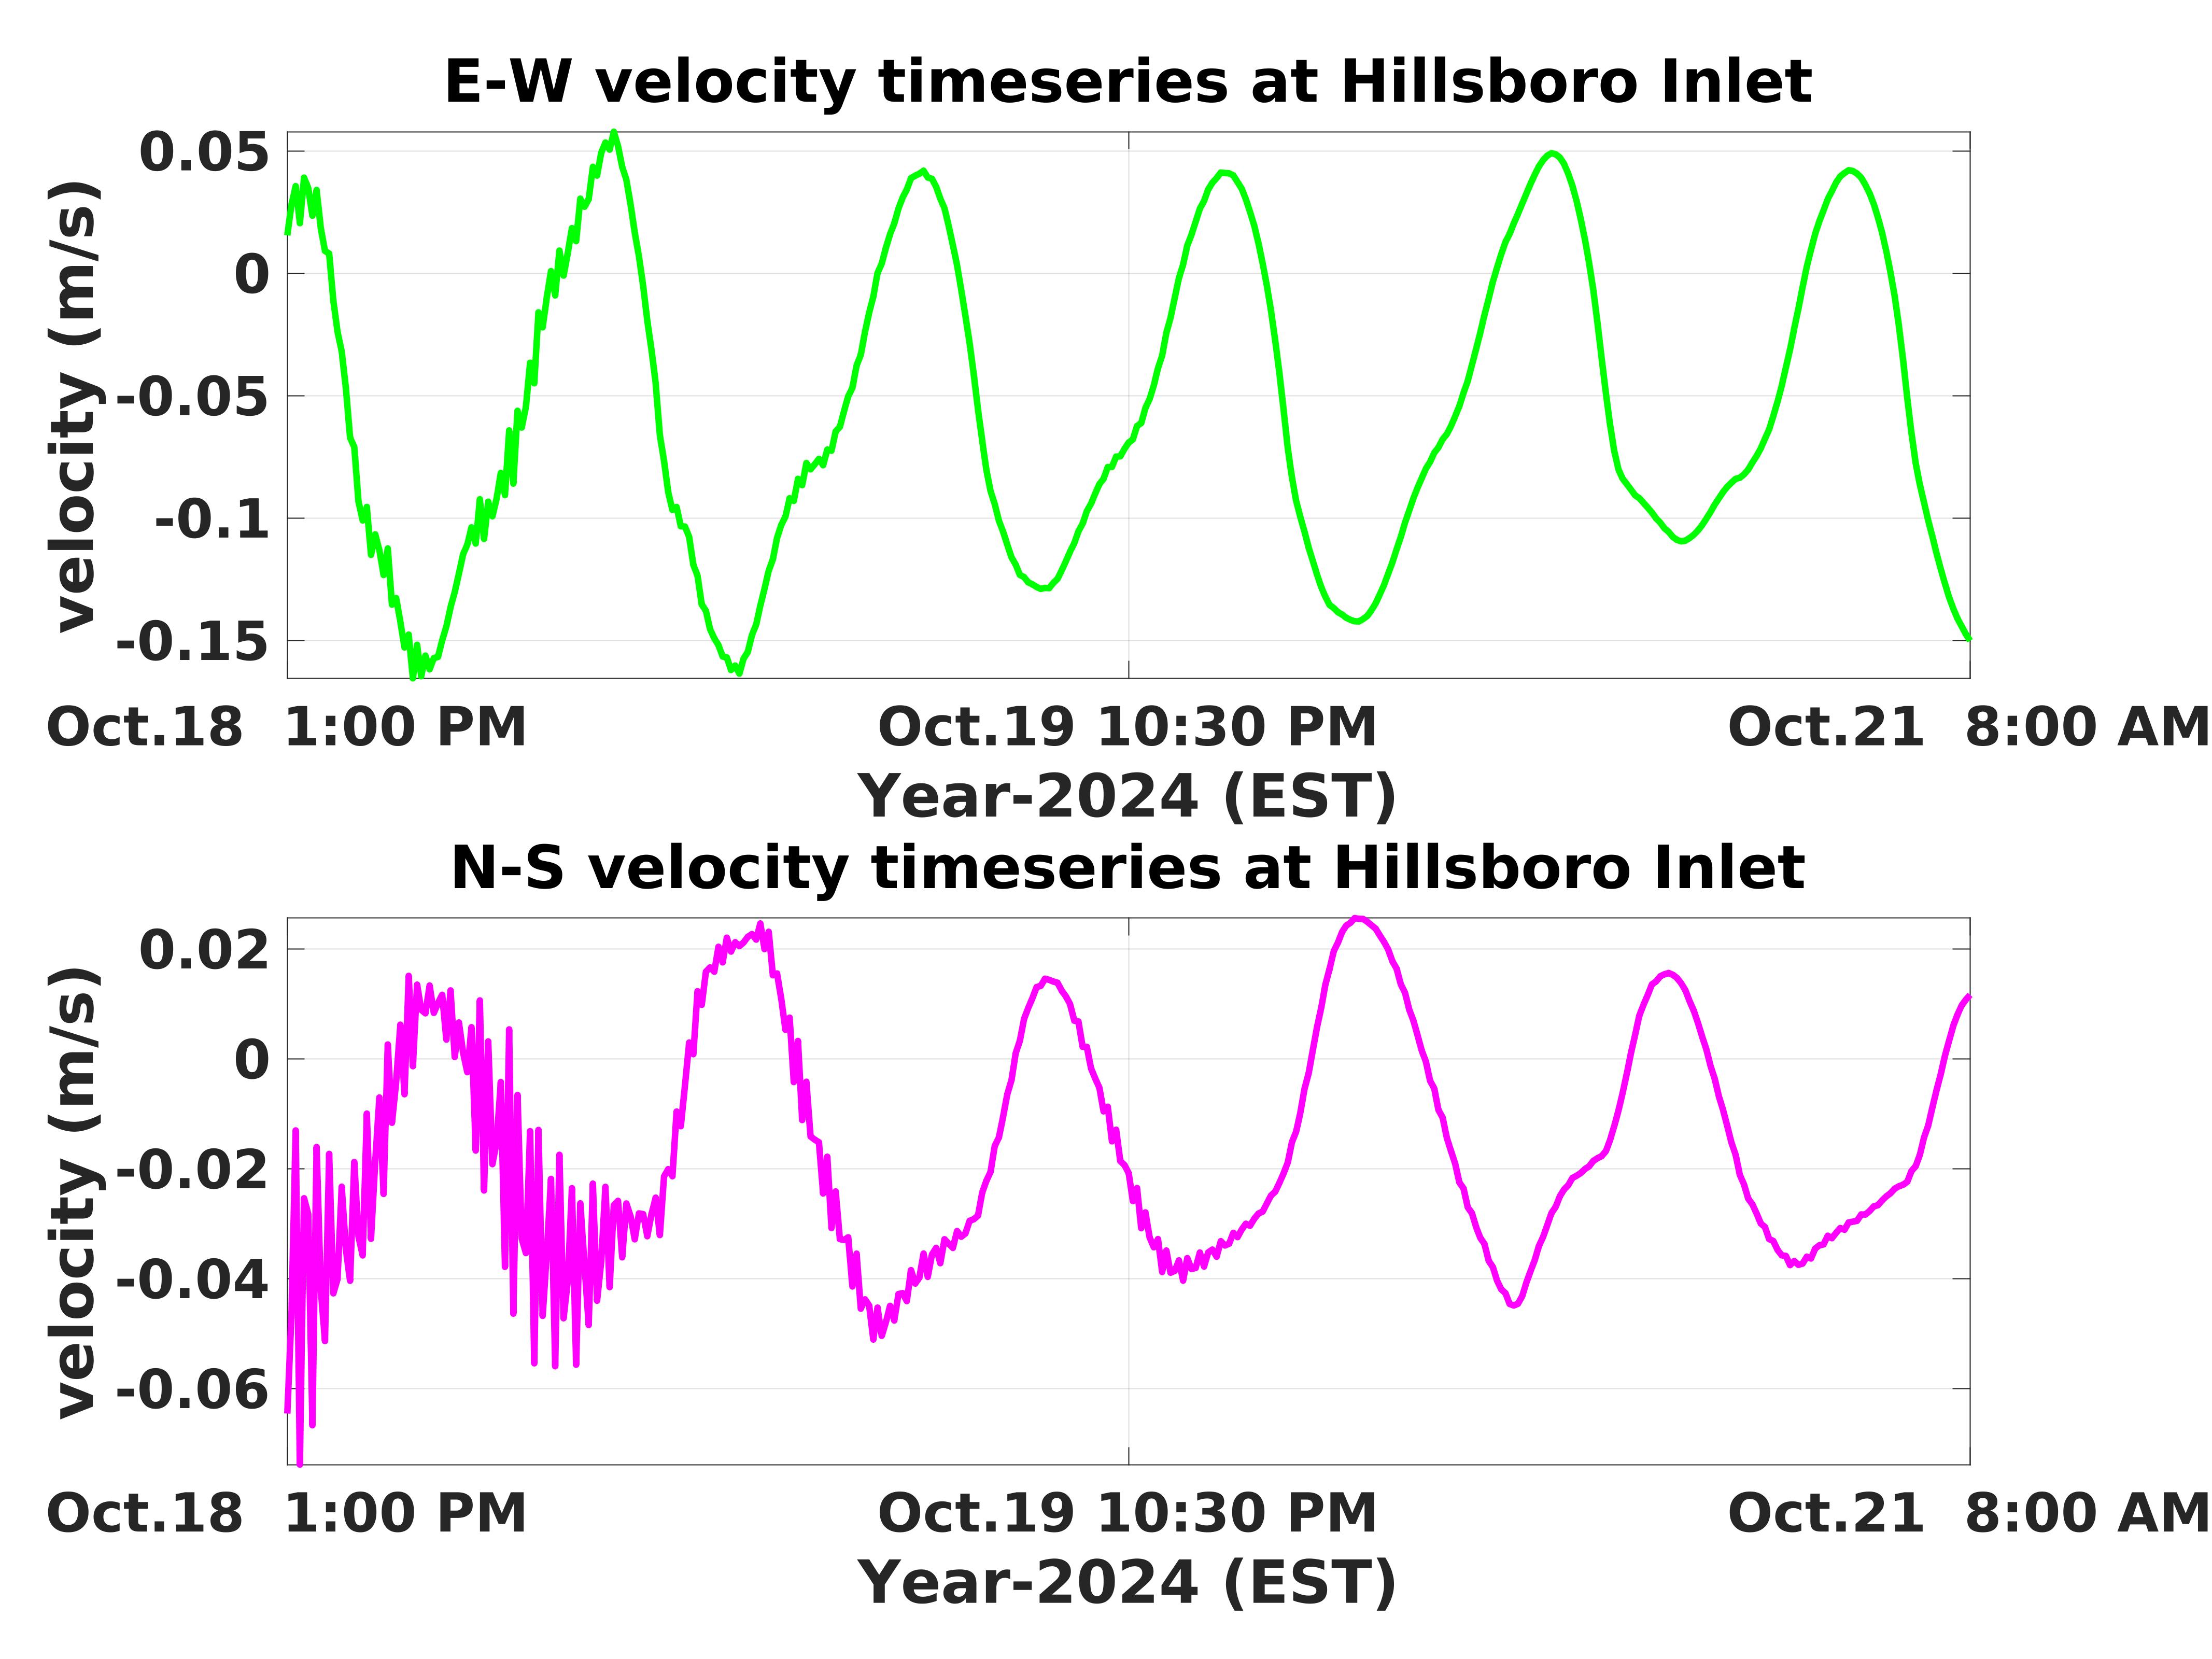 E-W velocity timeseries at Hillsboro Inlet
velocity (m/s)
0.05
0
-0.05
-0.1
-0.15
Oct.18 1:00 PM
Oct.19 10:30 PM
Oct.21 8:00 AM
Year-2024 (EST)
N-S velocity timeseries at Hillsboro Inlet
velocity (m/s)
0.02
0
-0.02
-0.04
-0.06
Oct.18 1:00 PM
Oct.19 10:30 PM
Oct.21 8:00 AM
Year-2024 (EST)